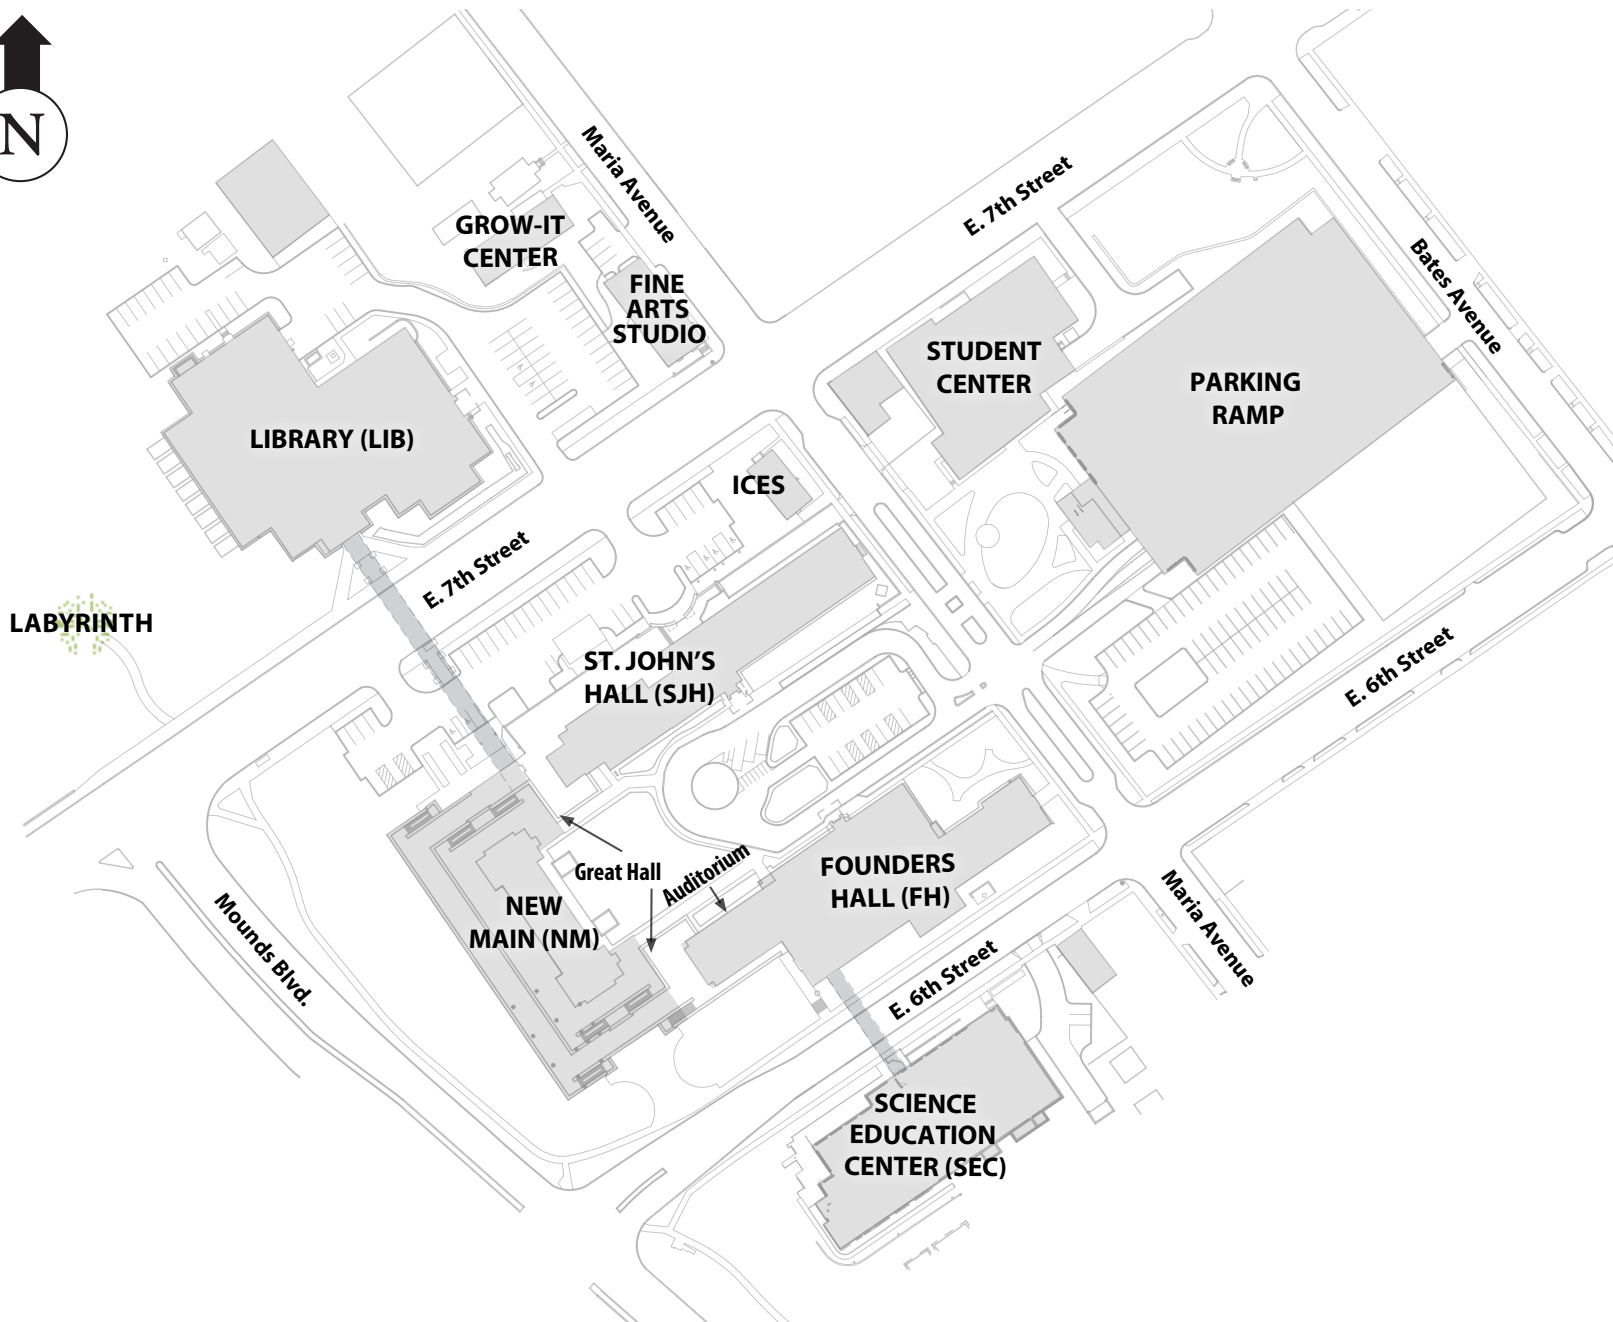 N
Maria Avenue
E. 7th Street
GROW-IT
CENTER
Bates Avenue
FINE
ARTS
STUDIO
STUDENT
CENTER
PARKING
RAMP
LIBRARY (LIB)
ICES
E. 7th Street
LABYRINTH
ST. JOHN'S
HALL (SJH)
E. 6th Street
Great Hall
Auditorium
FOUNDERS
HALL (FH)
NEW
MAIN (NM)
Mounds Blvd.
Maria Avenue
E. 6th Street
SCIENCE
EDUCATION
CENTER (SEC)